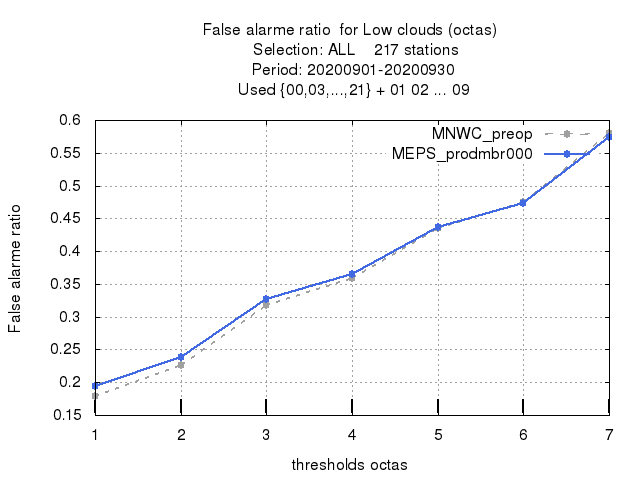 False alarme ratio  for Low clouds (octas)
Selection: ALL    217 stations
Period: 20200901-20200930
Used {00,03,...,21} + 01 02 ... 09
MNWC_preop
MEPS_prodmbr000
False alarme ratio
0.6
0.55
0.5
0.45
0.4
0.35
0.3
0.25
0.2
0.15
1 2 3 4 5 6 7
thresholds octas